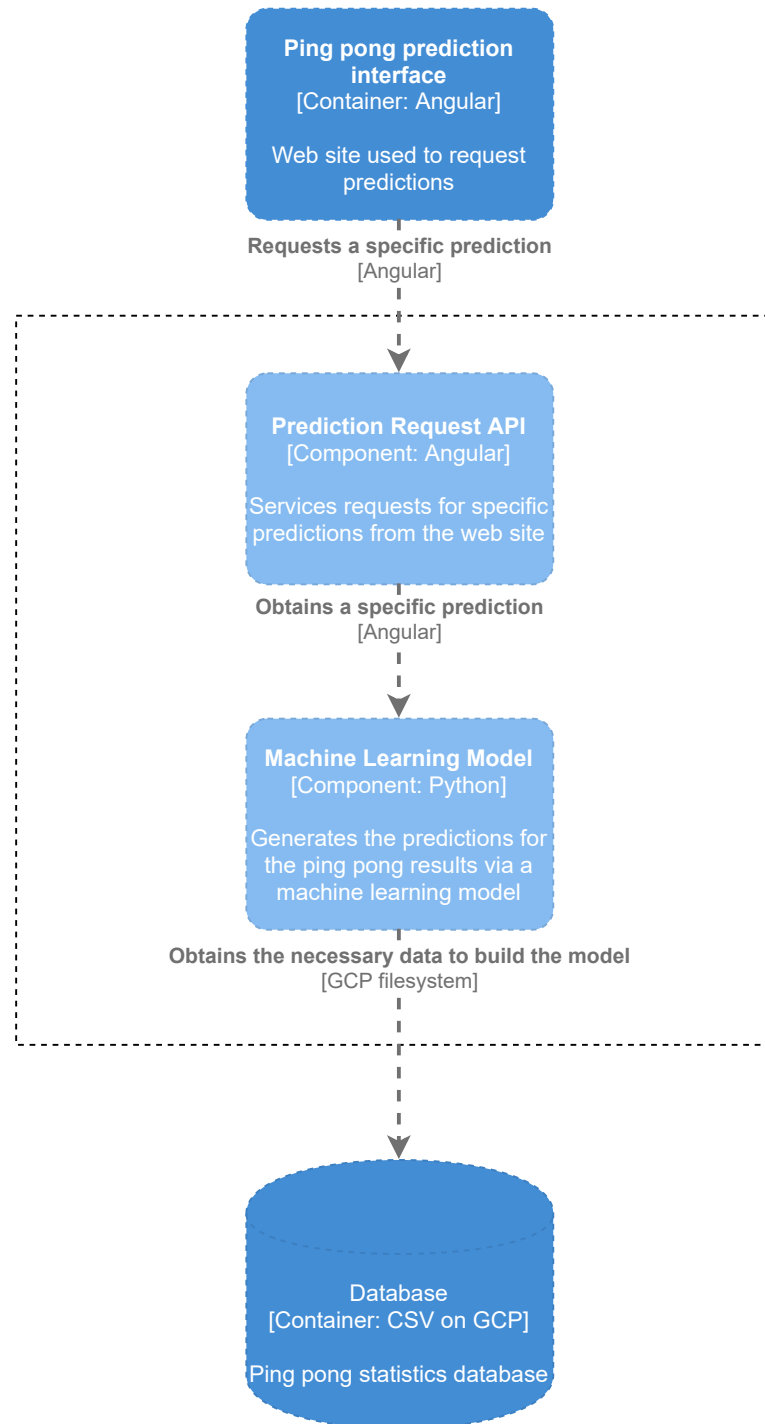 Ping pong prediction
interface
[Container: Angular]
Web site used to request
predictions
Requests a specific prediction
[Angular]
Prediction Request API
[Component: Angular]
Services requests for specific
predictions from the web site
Obtains a specific prediction
[Angular]
Machine Learning Model
[Component: Python]
Generates the predictions for
the ping pong results via a
machine learning model
Obtains the necessary data to build the model
[GCP filesystem]
Database
[Container: CSV on GCP]
Ping pong statistics database